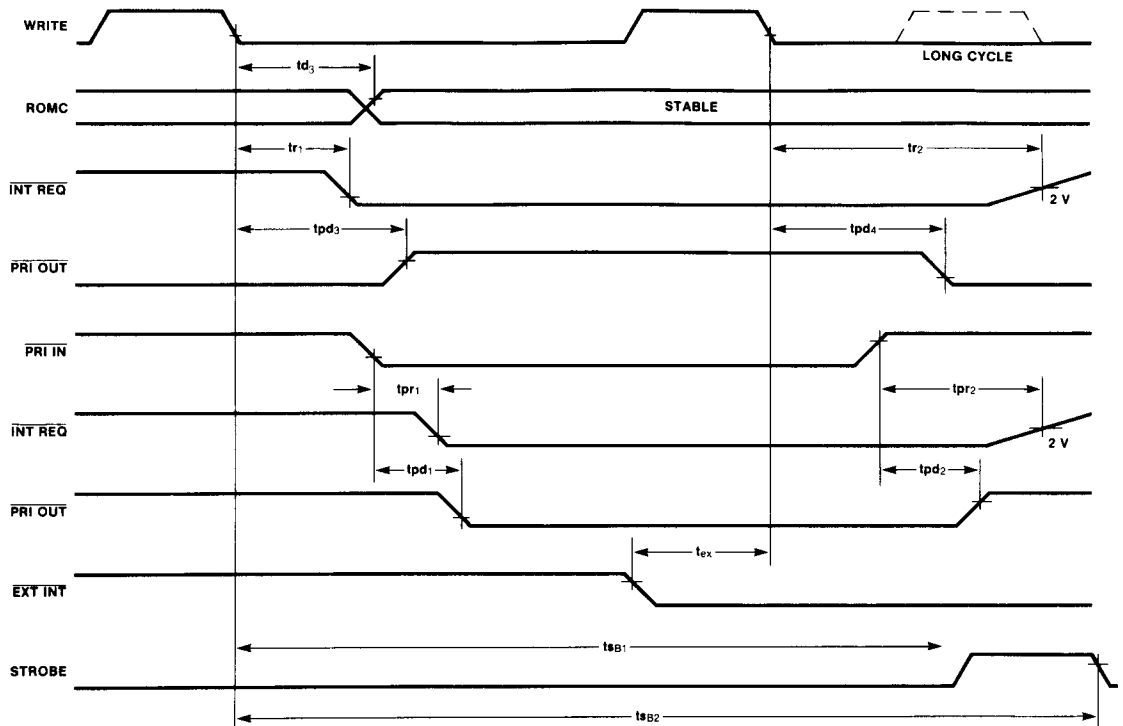 WRITE
LONG CYCLE
td₃
ROMC
STABLE
tr₁
tr₂
INT REQ
2 V
tpd₃
tpd₄
PRI OUT
PRI IN
tpr₁
tpr₂
INT REQ
2 V
tpd₁
tpd₂
PRI OUT
tex
EXT INT
tsB1
STROBE
tsB2